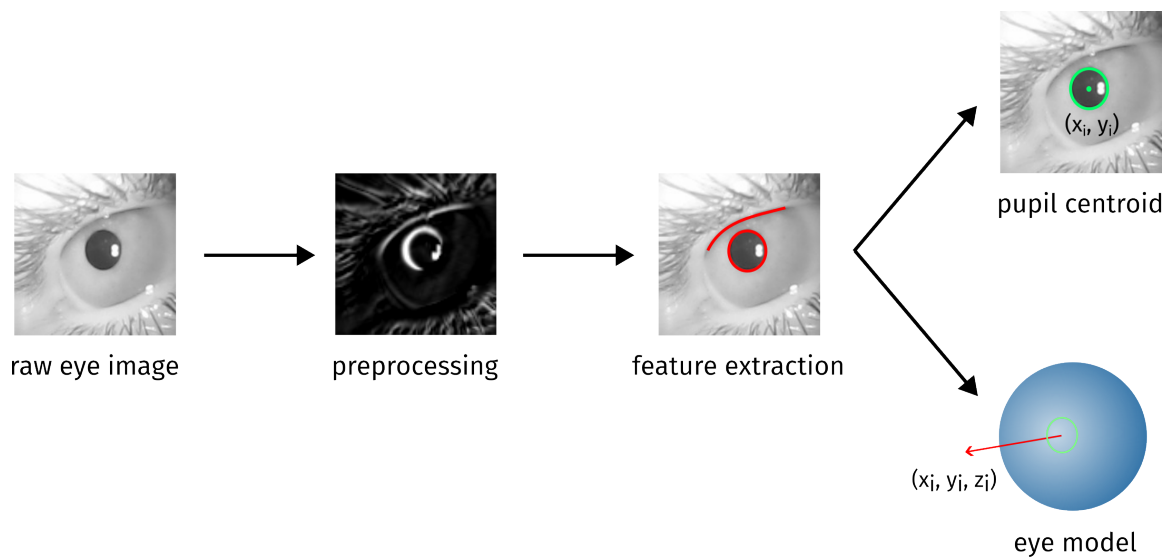 (xᵢ, yᵢ)
pupil centroid
raw eye image
preprocessing
feature extraction
(xᵢ, yᵢ, zᵢ)
eye model